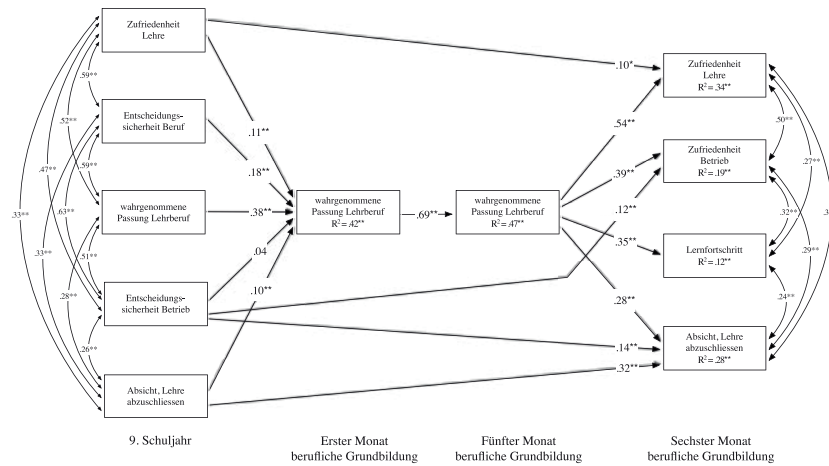 Zufriedenheit
Lehre
Entscheidungs-
sicherheit Beruf
wahrgenommene
Passung Lehrberuf
Entscheidungs-
sicherheit Betrieb
Absicht, Lehre
abzuschliessen
.59**
.52**
.47**
.59**
.33**
.63**
.33**
.51**
.28**
.26**
.11**
.18**
.38**
.04
.10**
wahrgenommene
Passung Lehrberuf
R² = .42**
.69**
wahrgenommene
Passung Lehrberuf
R² = .47**
.10*
.54**
.39**
.12**
.35**
.28**
.14**
.32**
Zufriedenheit
Lehre
R² = .34**
Zufriedenheit
Betrieb
R² = .19**
Lernfortschritt
R² = .12**
Absicht, Lehre
abzuschliessen
R² = .28**
.50**
.27**
.32**
.29**
.24**
9. Schuljahr
Erster Monat
berufliche Grundbildung
Fünfter Monat
berufliche Grundbildung
Sechster Monat
berufliche Grundbildung